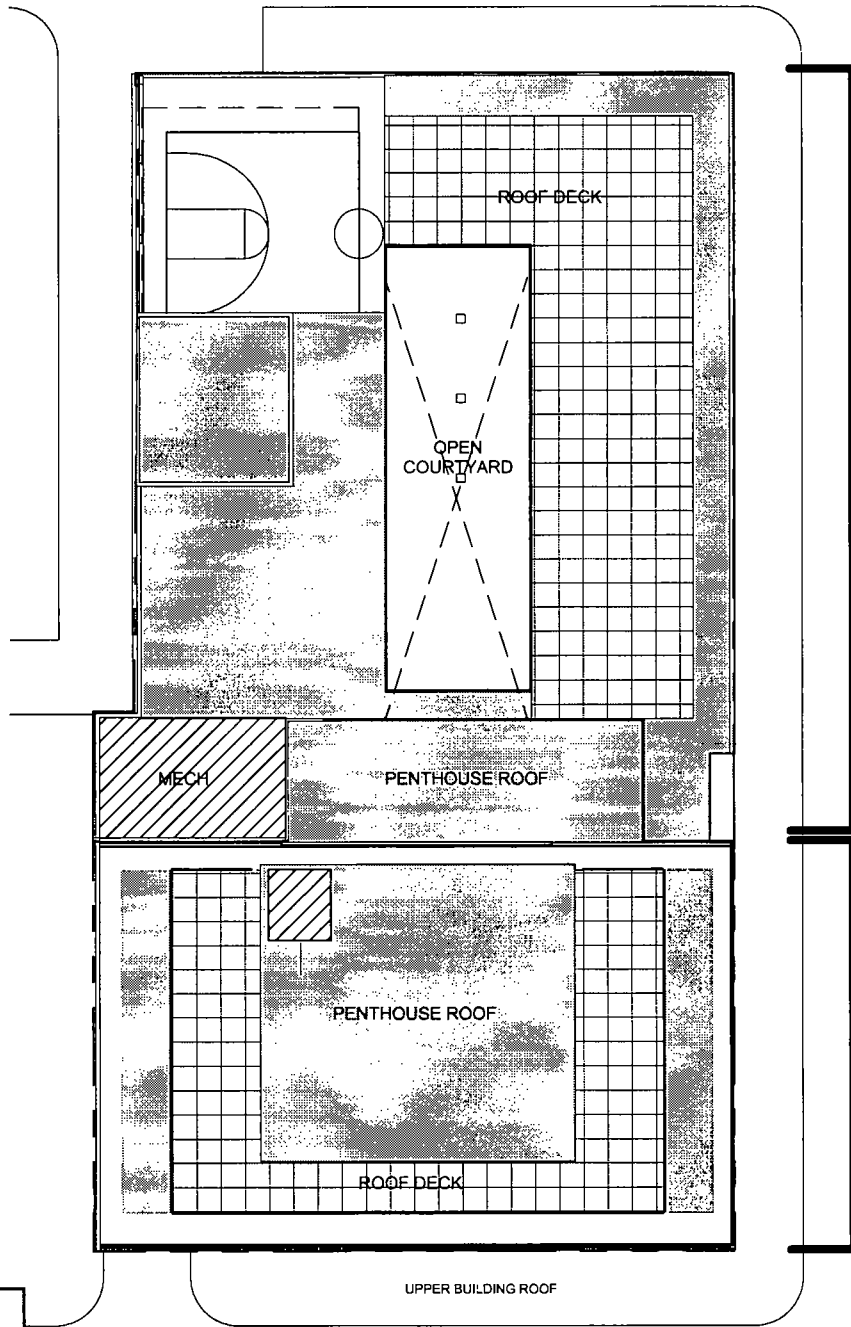 ROOF DECK
OPEN
COURTYARD
MECH
PENTHOUSE ROOF
PENTHOUSE ROOF
ROOF DECK
UPPER BUILDING ROOF